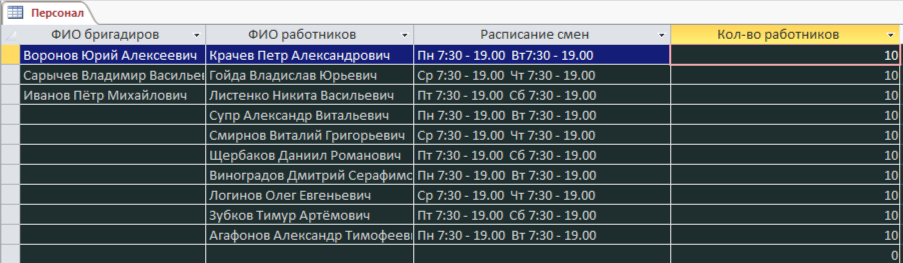 Персонал
ФИО бригадиров ФИО работников Расписание смен Кол-во работников
Воронов Юрий Алексеевич Крачев Петр Александрович Пн 7:30 - 19.00 Вт7:30 - 19.00 10
Сарычев Владимир Васильев Гойда Владислав Юрьевич Ср 7:30 - 19.00 Чт 7:30 - 19.00 10
Иванов Пётр Михайлович Листенко Никита Васильевич Пт 7:30 - 19.00 Сб 7:30 - 19.00 10
Супр Александр Витальевич Пн 7:30 - 19.00 Вт 7:30 - 19.00 10
Смирнов Виталий Григорьевич Ср 7:30 - 19.00 Чт 7:30 - 19.00 10
Щербаков Даниил Романович Пт 7:30 - 19.00 Сб 7:30 - 19.00 10
Виноградов Дмитрий Серафимо Пн 7:30 - 19.00 Вт 7:30 - 19.00 10
Логинов Олег Евгеньевич Ср 7:30 - 19.00 Чт 7:30 - 19.00 10
Зубков Тимур Артёмович Пт 7:30 - 19.00 Сб 7:30 - 19.00 10
Агафонов Александр Тимофееви Пн 7:30 - 19.00 Вт 7:30 - 19.00 10
0